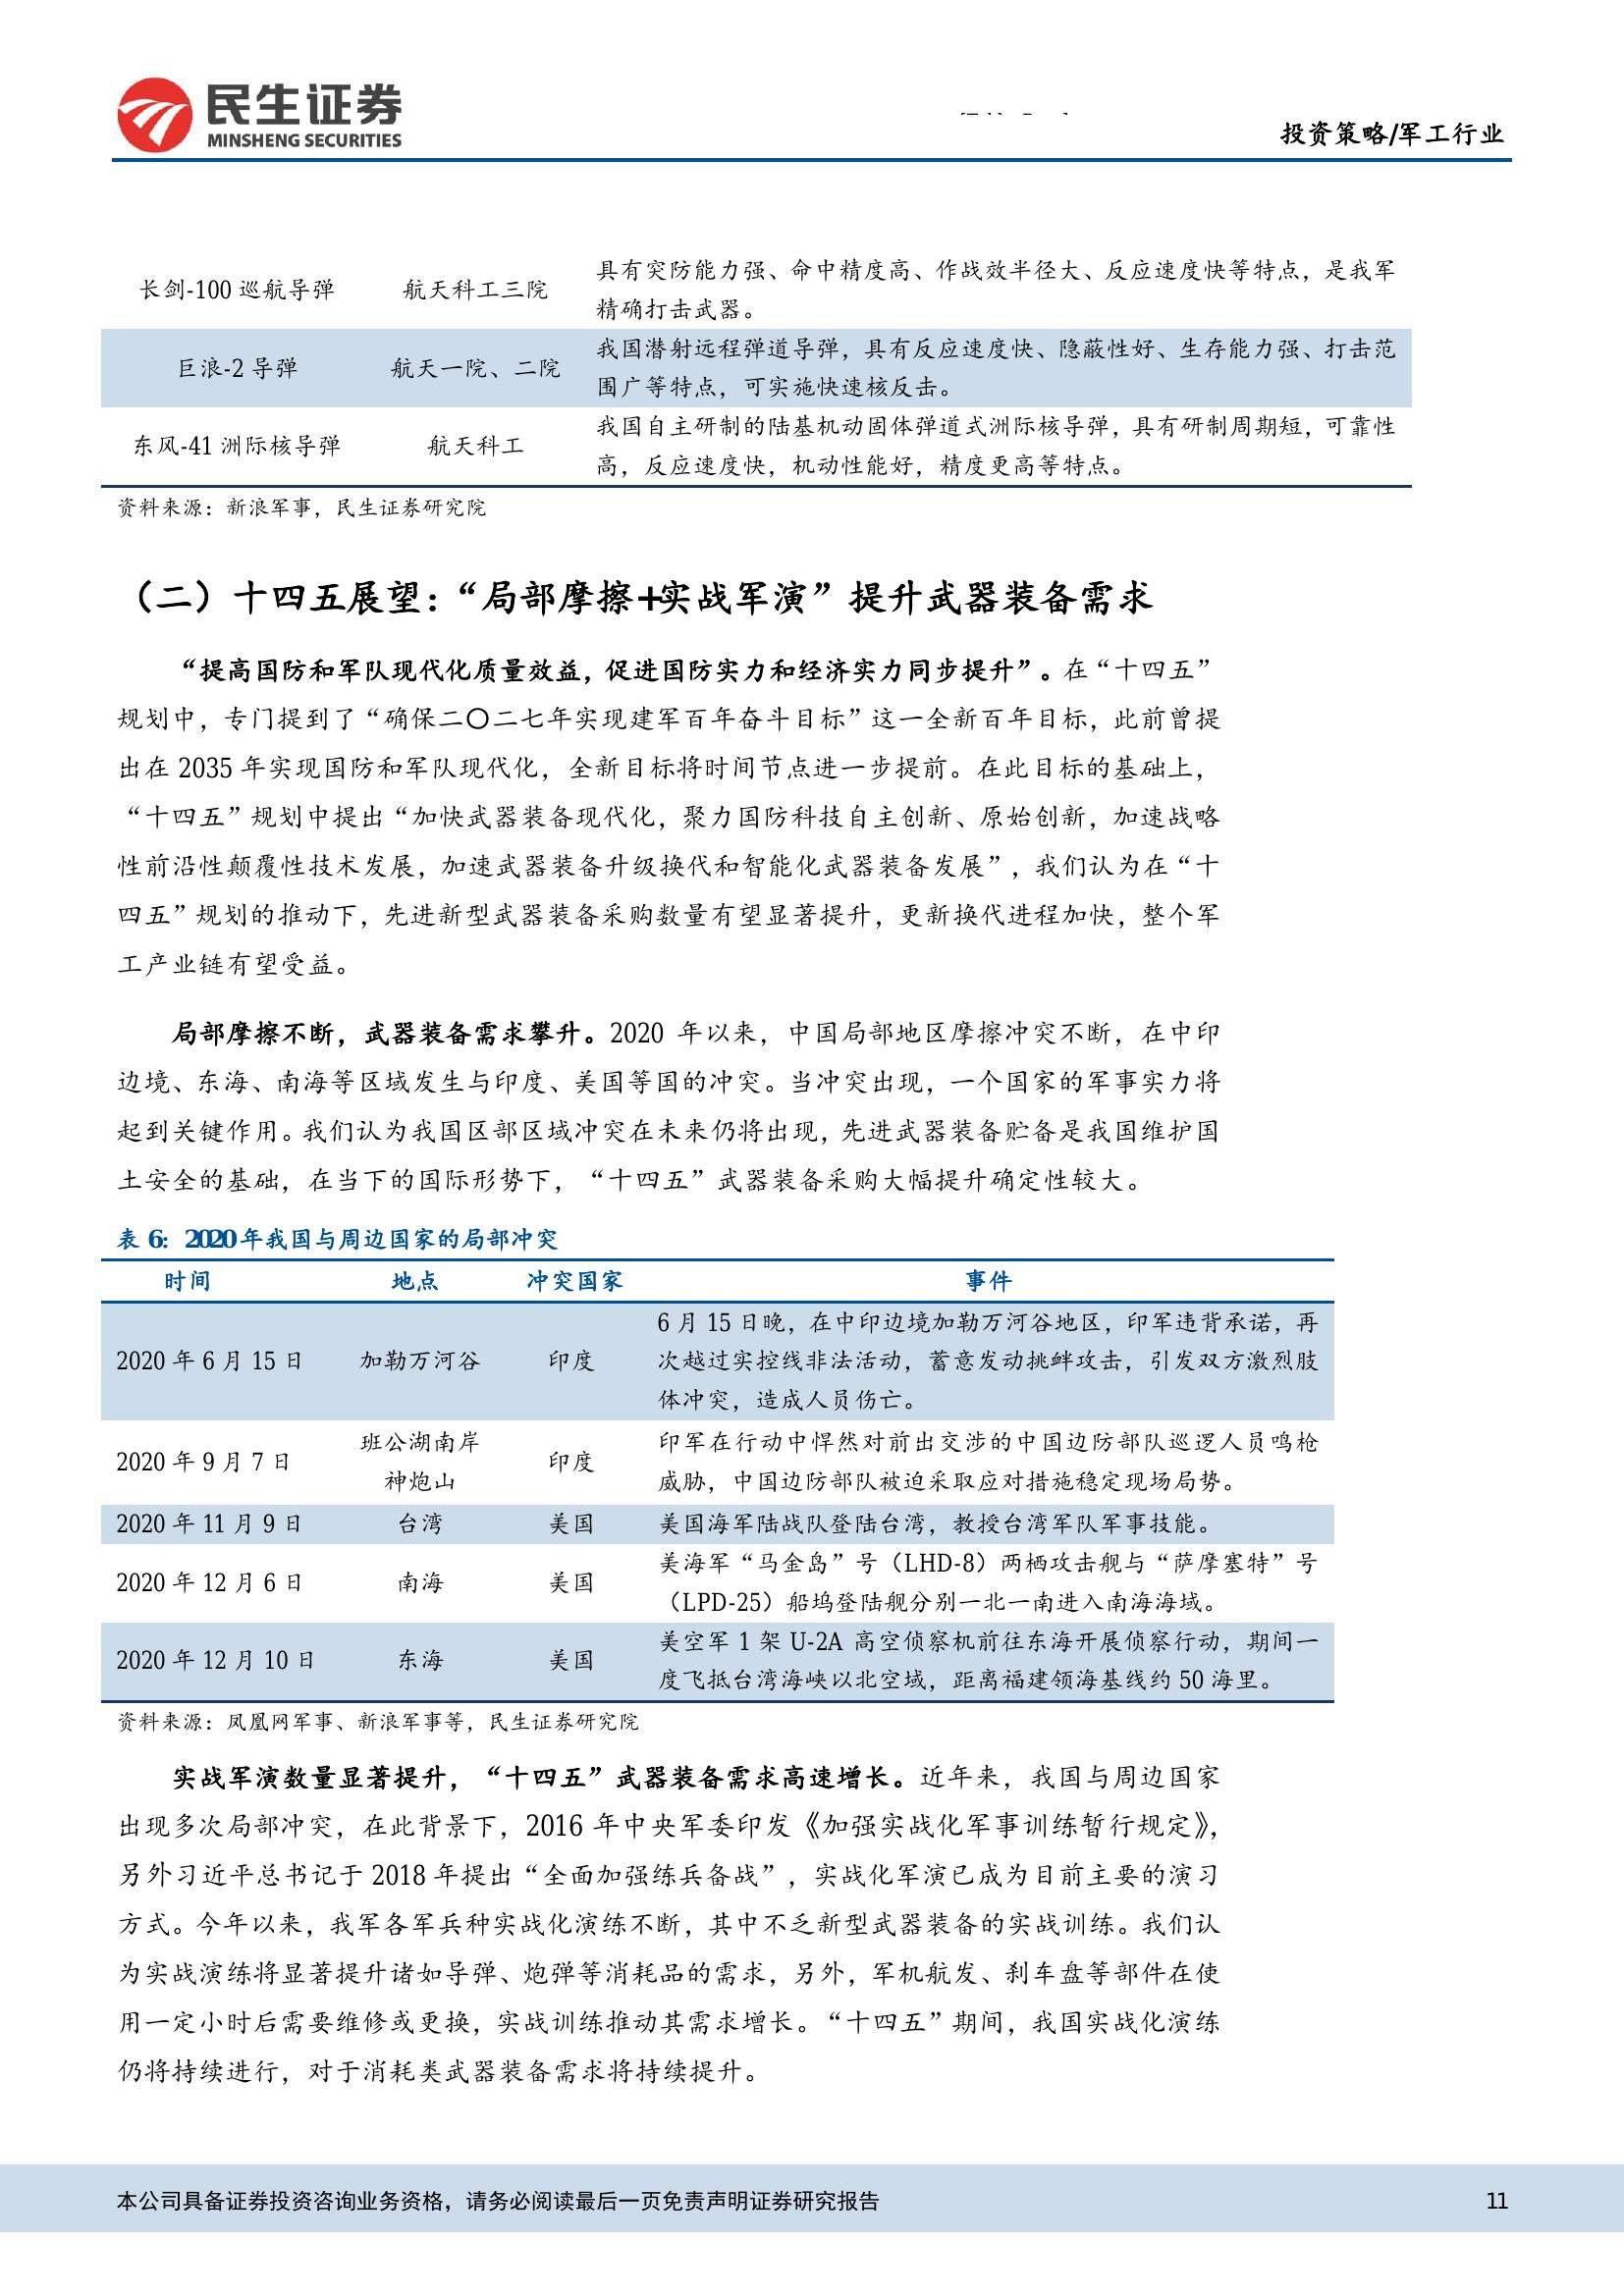 民生证券
MINSHENG SECURITIES
投资策略/军工行业
长剑-100 巡航导弹 航天科工三院 具有突防能力强、命中精度高、作战效半径大、反应速度快等特点，是我军
精确打击武器。
巨浪-2 导弹 航天一院、二院 我国潜射远程弹道导弹，具有反应速度快、隐蔽性好、生存能力强、打击范
围广等特点，可实施快速核反击。
东风-41 洲际核导弹 航天科工 我国自主研制的陆基机动固体弹道式洲际核导弹，具有研制周期短，可靠性
高，反应速度快，机动性能好，精度更高等特点。
资料来源：新浪军事，民生证券研究院
（二）十四五展望：“局部摩擦+实战军演”提升武器装备需求
“提高国防和军队现代化质量效益，促进国防实力和经济实力同步提升”。在“十四五”
规划中，专门提到了“确保二〇二七年实现建军百年奋斗目标”这一全新百年目标，此前曾提
出在 2035 年实现国防和军队现代化，全新目标将时间节点进一步提前。在此目标的基础上，
“十四五”规划中提出“加快武器装备现代化，聚力国防科技自主创新、原始创新，加速战略
性前沿性颠覆性技术发展，加速武器装备升级换代和智能化武器装备发展”，我们认为在“十
四五”规划的推动下，先进新型武器装备采购数量有望显著提升，更新换代进程加快，整个军
工产业链有望受益。
局部摩擦不断，武器装备需求攀升。2020 年以来，中国局部地区摩擦冲突不断，在中印
边境、东海、南海等区域发生与印度、美国等国的冲突。当冲突出现，一个国家的军事实力将
起到关键作用。我们认为我国区部区域冲突在未来仍将出现，先进武器装备贮备是我国维护国
土安全的基础，在当下的国际形势下，“十四五”武器装备采购大幅提升确定性较大。
表 6：2020 年我国与周边国家的局部冲突
时间 地点 冲突国家 事件
2020 年 6 月 15 日 加勒万河谷 印度 6 月 15 日晚，在中印边境加勒万河谷地区，印军违背承诺，再
次越过实控线非法活动，蓄意发动挑衅攻击，引发双方激烈肢
体冲突，造成人员伤亡。
2020 年 9 月 7 日 班公湖南岸 印度 印军在行动中悍然对前出交涉的中国边防部队巡逻人员鸣枪
神炮山 威胁，中国边防部队被迫采取应对措施稳定现场局势。
2020 年 11 月 9 日 台湾 美国 美国海军陆战队登陆台湾，教授台湾军队军事技能。
2020 年 12 月 6 日 南海 美国 美海军“马金岛”号（LHD-8）两栖攻击舰与“萨摩塞特”号
（LPD-25）船坞登陆舰分别一北一南进入南海海域。
2020 年 12 月 10 日 东海 美国 美空军 1 架 U-2A 高空侦察机前往东海开展侦察行动，期间一
度飞抵台湾海峡以北空域，距离福建领海基线约 50 海里。
资料来源：凤凰网军事、新浪军事等，民生证券研究院
实战军演数量显著提升，“十四五”武器装备需求高速增长。近年来，我国与周边国家
出现多次局部冲突，在此背景下，2016 年中央军委印发《加强实战化军事训练暂行规定》，
另外习近平总书记于 2018 年提出“全面加强练兵备战”，实战化军演已成为目前主要的演习
方式。今年以来，我军各军兵种实战化演练不断，其中不乏新型武器装备的实战训练。我们认
为实战演练将显著提升诸如导弹、炮弹等消耗品的需求，另外，军机航发、刹车盘等部件在使
用一定小时后需要维修或更换，实战训练推动其需求增长。“十四五”期间，我国实战化演练
仍将持续进行，对于消耗类武器装备需求将持续提升。
本公司具备证券投资咨询业务资格，请务必阅读最后一页免责声明证券研究报告 11